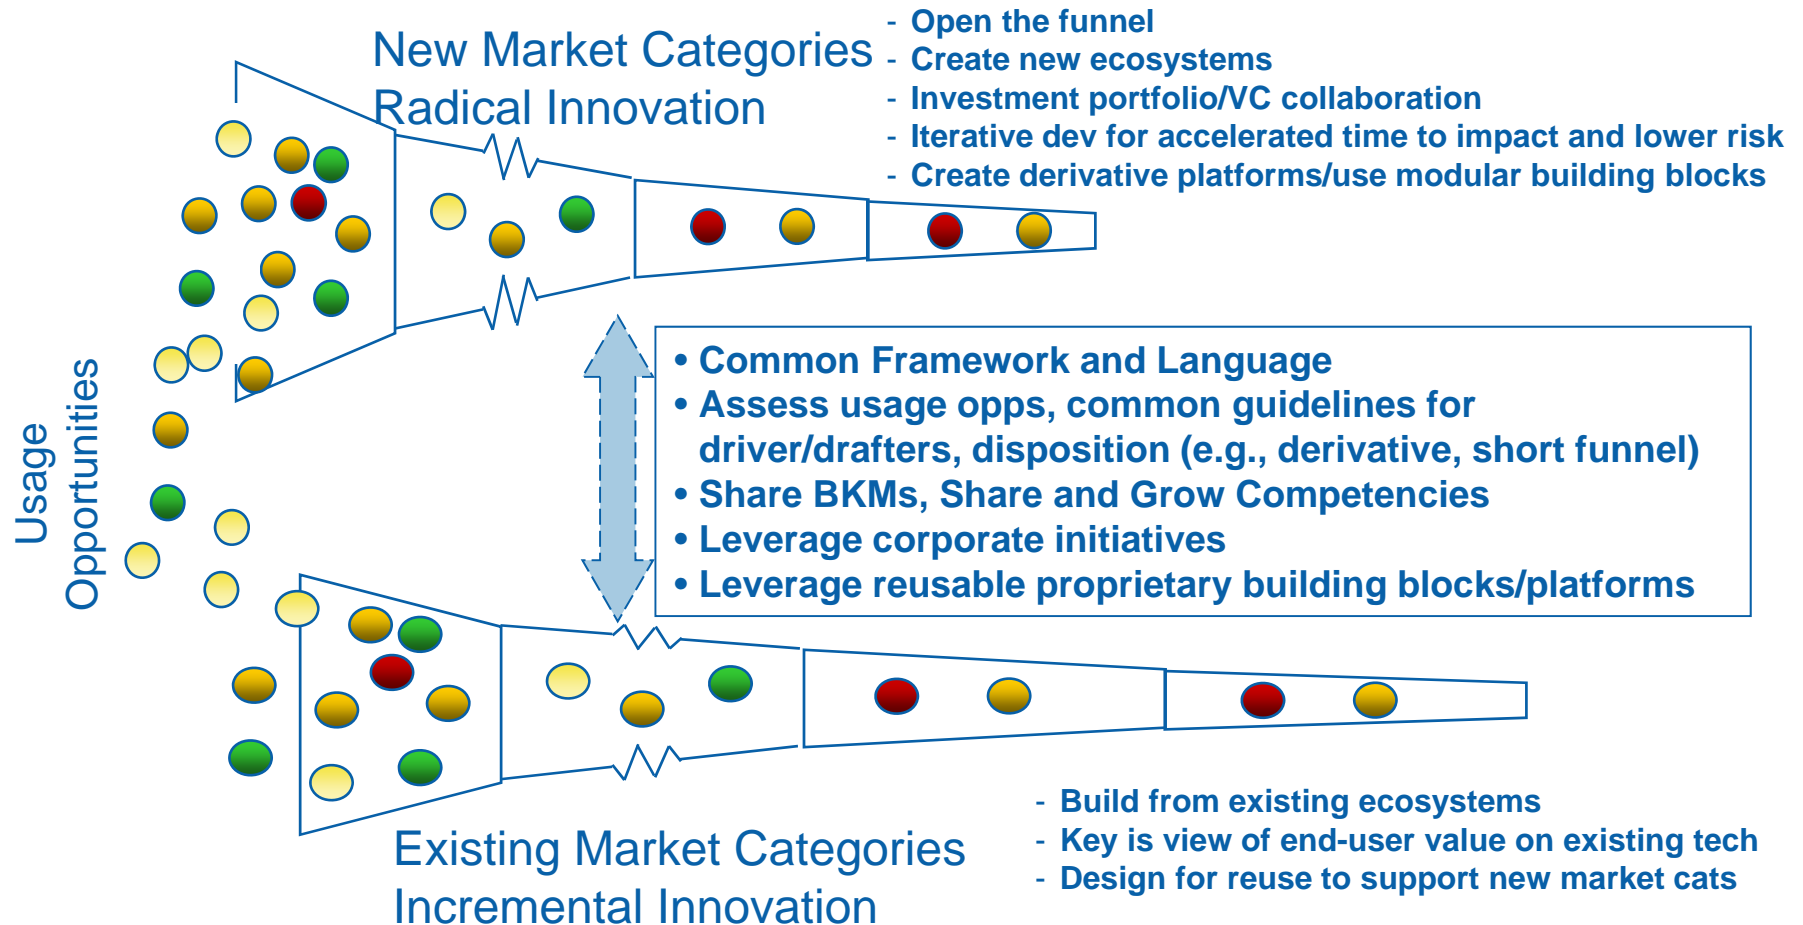 New Market Categories
Radical Innovation
- Open the funnel
- Create new ecosystems
- Investment portfolio/VC collaboration
- Iterative dev for accelerated time to impact and lower risk
- Create derivative platforms/use modular building blocks
Usage
Opportunities
• Common Framework and Language
• Assess usage opps, common guidelines for
driver/drafters, disposition (e.g., derivative, short funnel)
• Share BKMs, Share and Grow Competencies
• Leverage corporate initiatives
• Leverage reusable proprietary building blocks/platforms
Existing Market Categories
Incremental Innovation
- Build from existing ecosystems
- Key is view of end-user value on existing tech
- Design for reuse to support new market cats